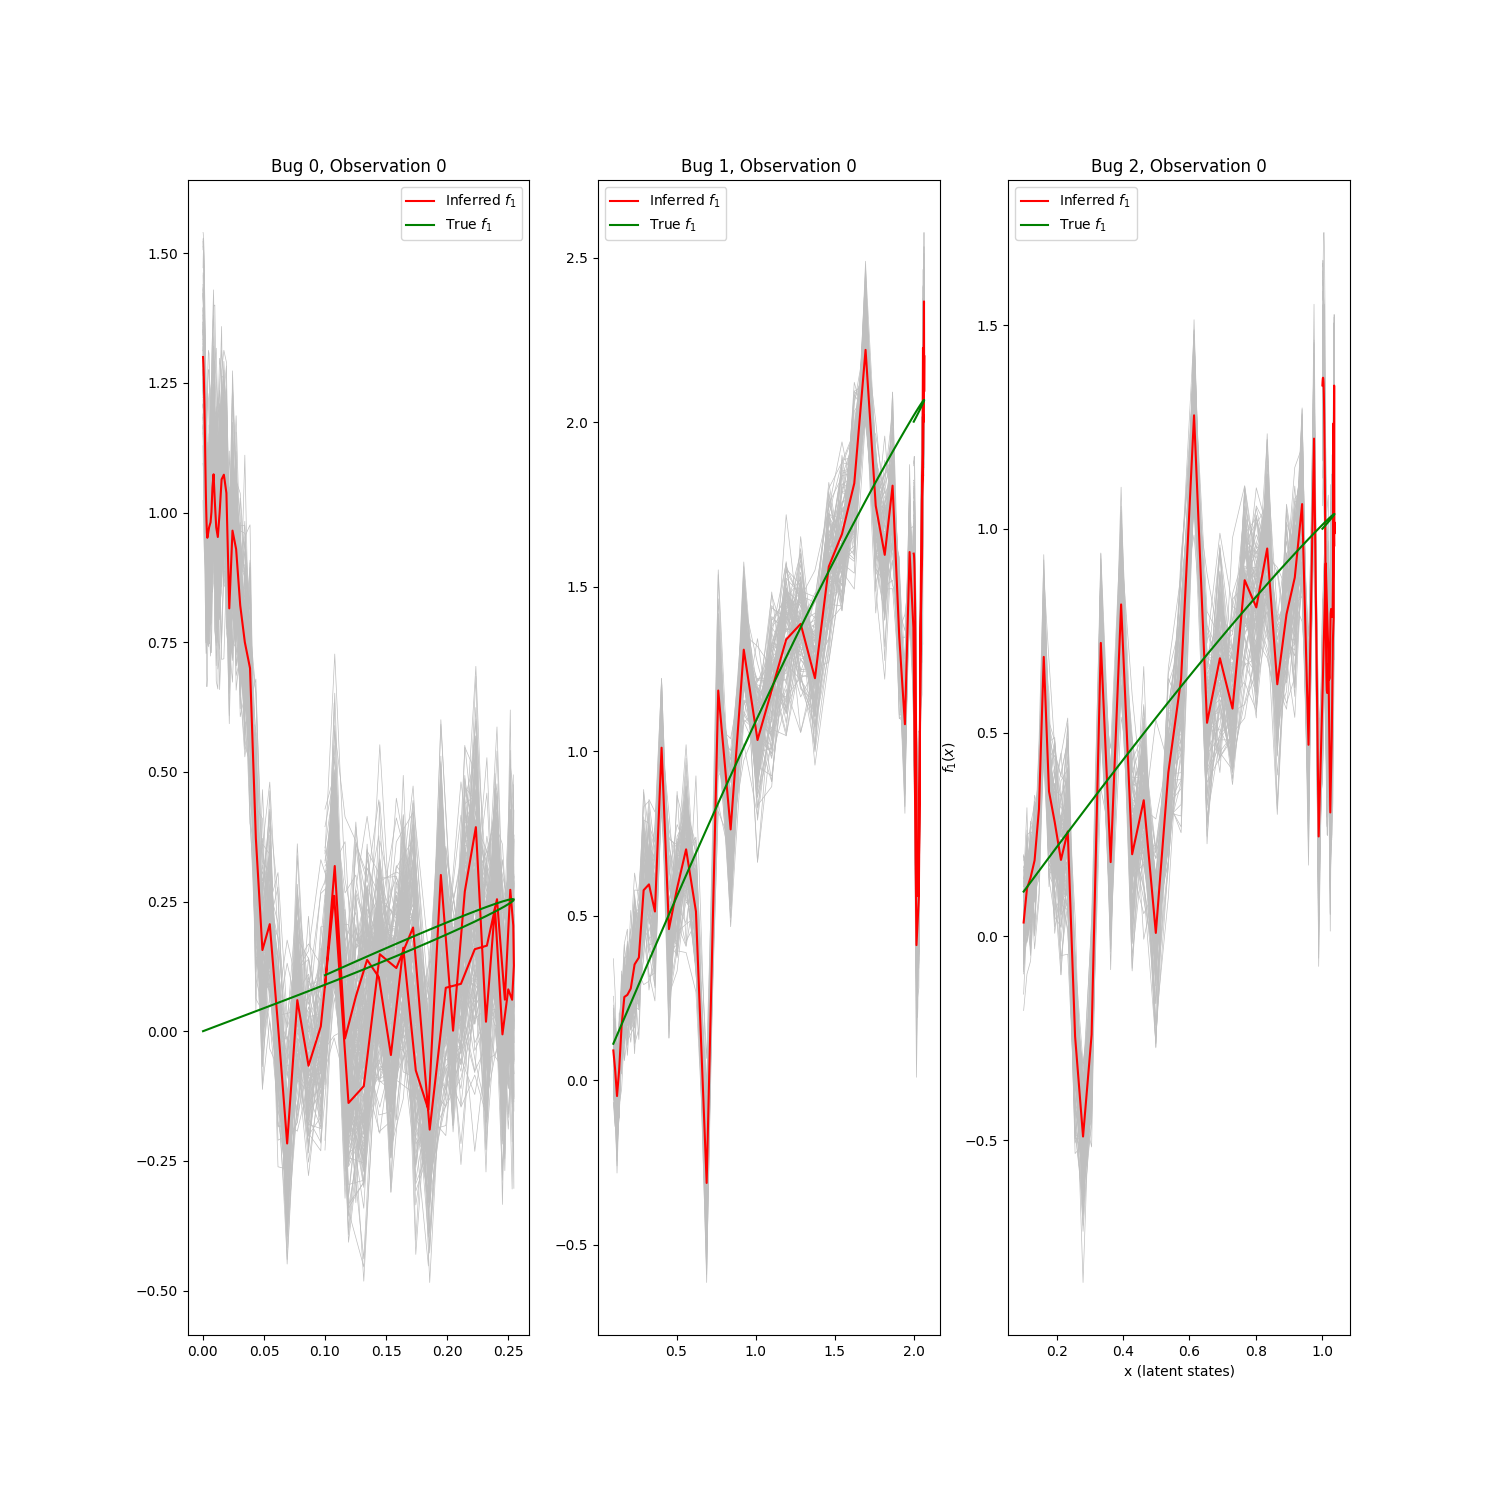 Bug 0, Observation 0
Inferred f₁
True f₁
1.50
1.25
1.00
0.75
0.50
0.25
0.00
−0.25
−0.50
0.00 0.05 0.10 0.15 0.20 0.25
Bug 1, Observation 0
Inferred f₁
True f₁
2.5
2.0
1.5
1.0
0.5
0.0
−0.5
0.5 1.0 1.5 2.0
Bug 2, Observation 0
Inferred f₁
True f₁
f₁(x)
1.5
1.0
0.5
0.0
−0.5
0.2 0.4 0.6 0.8 1.0
x (latent states)